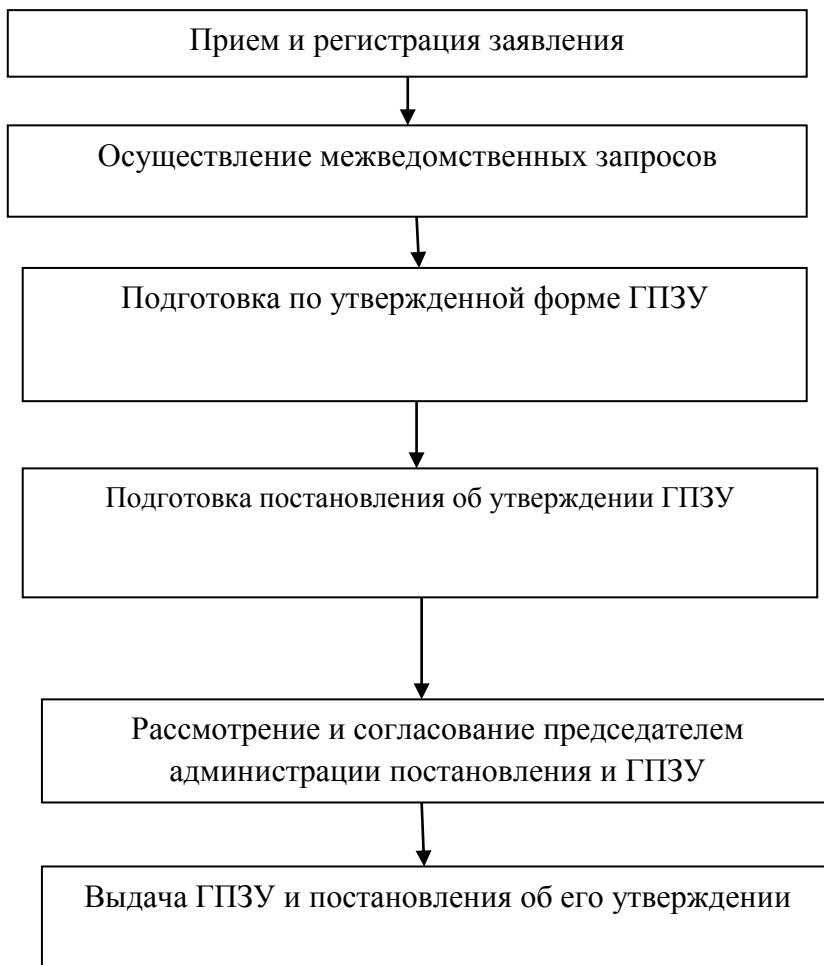 Прием и регистрация заявления
Осуществление межведомственных запросов
Подготовка по утвержденной форме ГПЗУ
Подготовка постановления об утверждении ГПЗУ
Рассмотрение и согласование председателем
администрации постановления и ГПЗУ
Выдача ГПЗУ и постановления об его утверждении